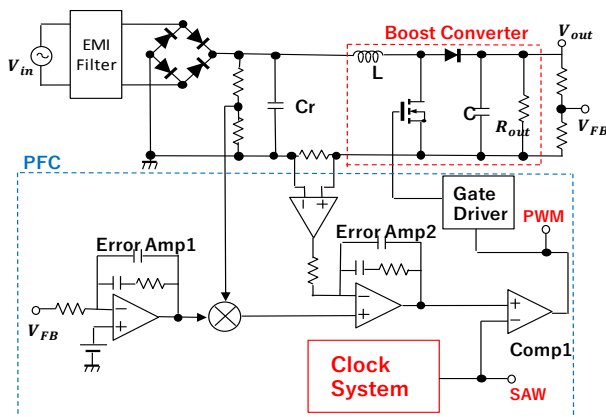 Boost Converter
V_out
EMI
Filter
V_in
L
Cr
C
R_out
V_FB
PFC
Gate
Driver
PWM
Error Amp1
Error Amp2
V_FB
Comp1
Clock
System
SAW